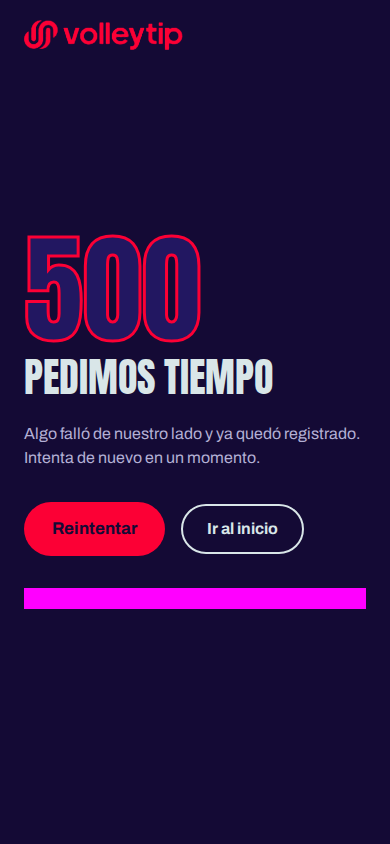 volleytip
500
PEDIMOS TIEMPO
Algo falló de nuestro lado y ya quedó registrado.
Intenta de nuevo en un momento.
Reintentar
Ir al inicio